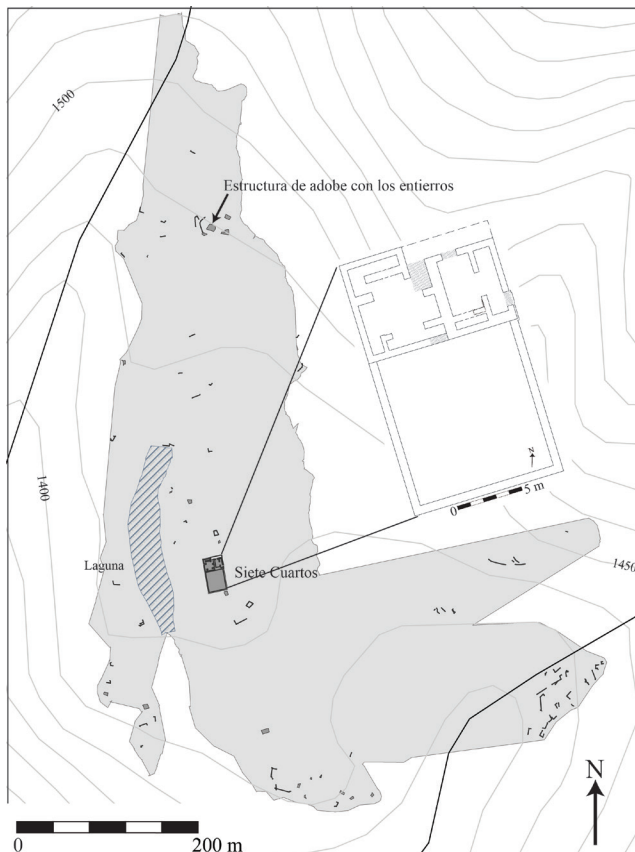 1500
Estructura de adobe con los entierros
N
0 5 m
1400
Laguna
Siete Cuartos
1450
N
0 200 m